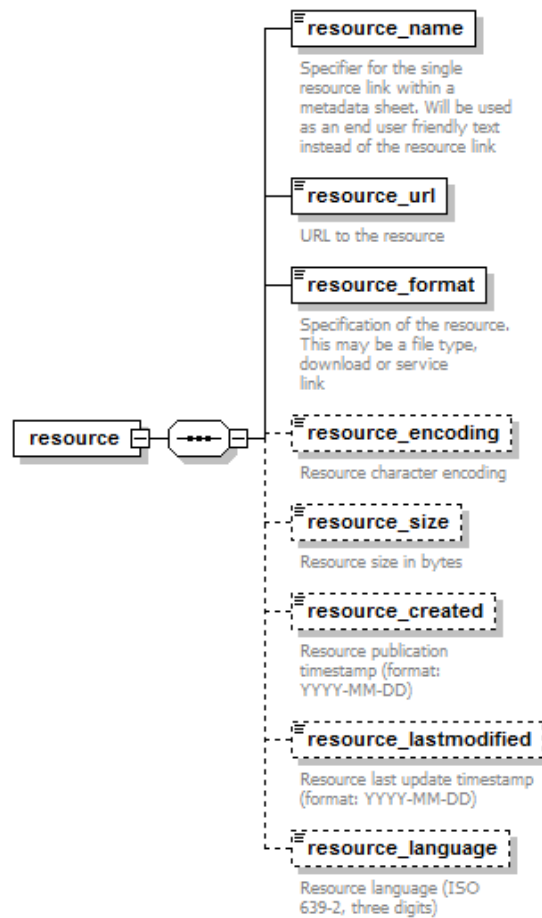 resource_name
Specifier for the single
resource link within a
metadata sheet. Will be used
as an end user friendly text
instead of the resource link
resource_url
URL to the resource
resource_format
Specification of the resource.
This may be a file type,
download or service
link
resource
resource_encoding
Resource character encoding
resource_size
Resource size in bytes
resource_created
Resource publication
timestamp (format:
YYYY-MM-DD)
resource_lastmodified
Resource last update timestamp
(format: YYYY-MM-DD)
resource_language
Resource language (ISO
639-2, three digits)